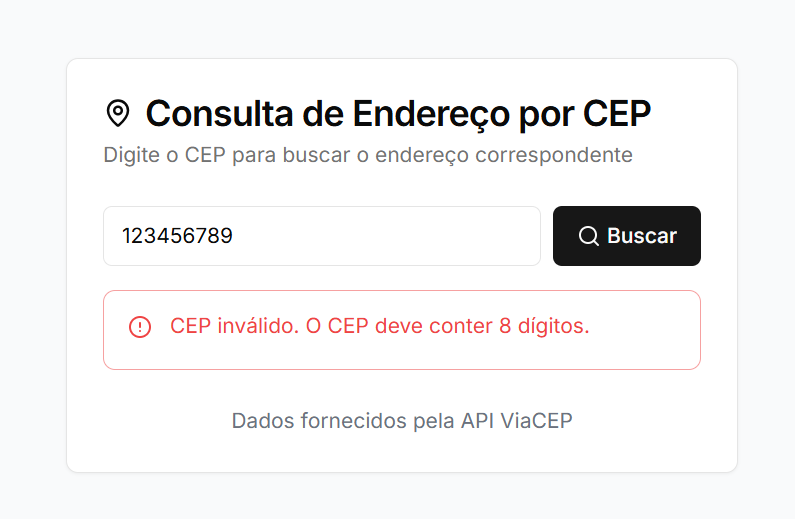 Consulta de Endereço por CEP
Digite o CEP para buscar o endereço correspondente
123456789
Buscar
CEP inválido. O CEP deve conter 8 dígitos.
Dados fornecidos pela API ViaCEP